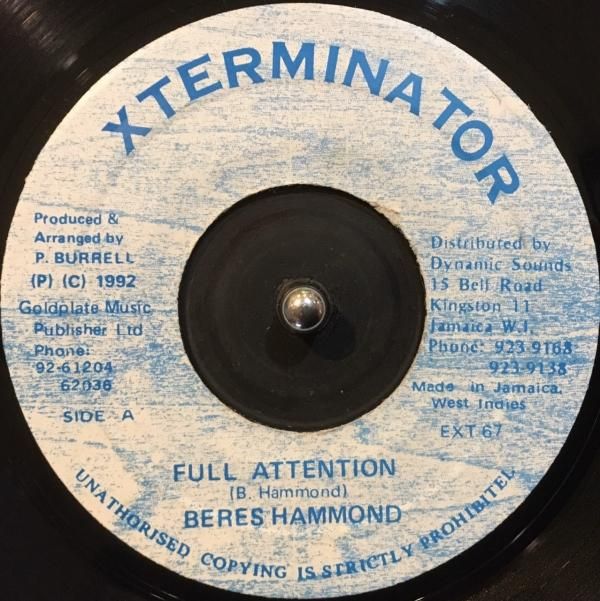 XTERMINATOR
Produced &
Arranged by
P. BURRELL
(P) (C) 1992
Goldplate Music
Publisher Ltd
Phone:
92-61204
62036
SIDE A
Distributed by
Dynamic Sounds
15 Bell Road
Kingston 11
Jamaica W.I.
Phone: 923-9168
923-9138
Made in Jamaica,
West Indies
EXT 67
FULL ATTENTION
(B. Hammond)
BERES HAMMOND
UNATHORISED COPYING IS STRICTLY PROHIBITEL